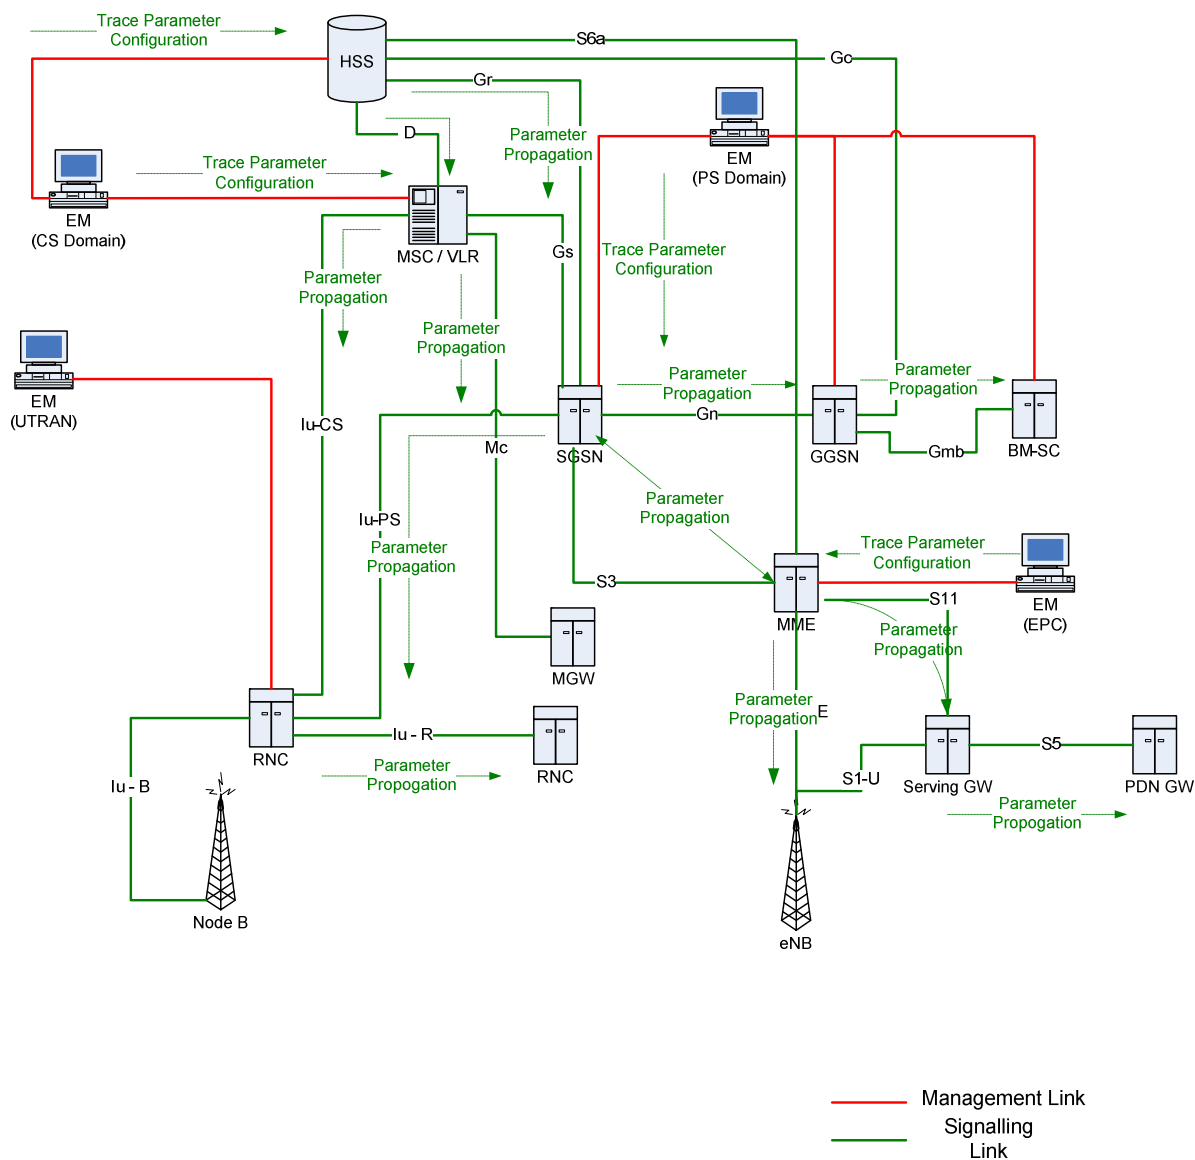 Trace Parameter
Configuration
HSS
S6a
Gc
Gr
D
Parameter
Propagation
EM
(PS Domain)
Trace Parameter
Configuration
EM
(CS Domain)
MSC / VLR
Gs
Trace Parameter
Configuration
Parameter
Propagation
Parameter
Propagation
EM
(UTRAN)
Iu-CS
Mc
Parameter
Propagation
Gn
Parameter
Propagation
SGSN
GGSN
Gmb
BM-SC
Iu-PS
Parameter
Propagation
Parameter
Propagation
S3
Trace Parameter
Configuration
MME
EM
(EPC)
S11
Parameter
Propagation
MGW
Parameter
Propagation
E
RNC
Iu - R
RNC
Parameter
Propogation
Iu - B
S1-U
Serving GW
S5
PDN GW
Parameter
Propogation
Node B
eNB
Management Link
Signalling
Link